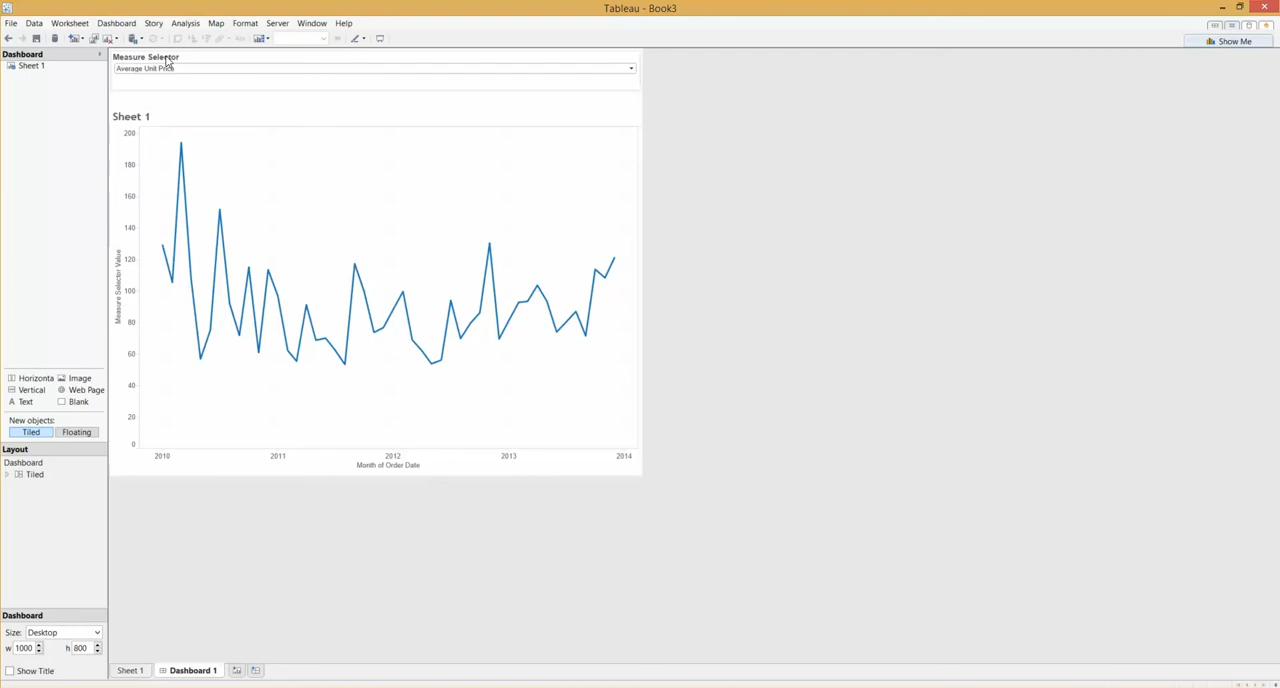 Tableau - Book3
File Data Worksheet Dashboard Story Analysis Map Format Server Window Help
Show Me
Dashboard
Sheet 1
Measure Selector
Average Unit Price
Sheet 1
200
180
160
140
120
100
80
60
40
20
0
Measure Selector Value
2010 2011 2012 2013 2014
Month of Order Date
Horizonta Image
Vertical Web Page
A Text Blank
New objects:
Tiled Floating
Layout
Dashboard
Tiled
Dashboard
Size: Desktop
w 1000 h 800
Show Title
Sheet 1 Dashboard 1